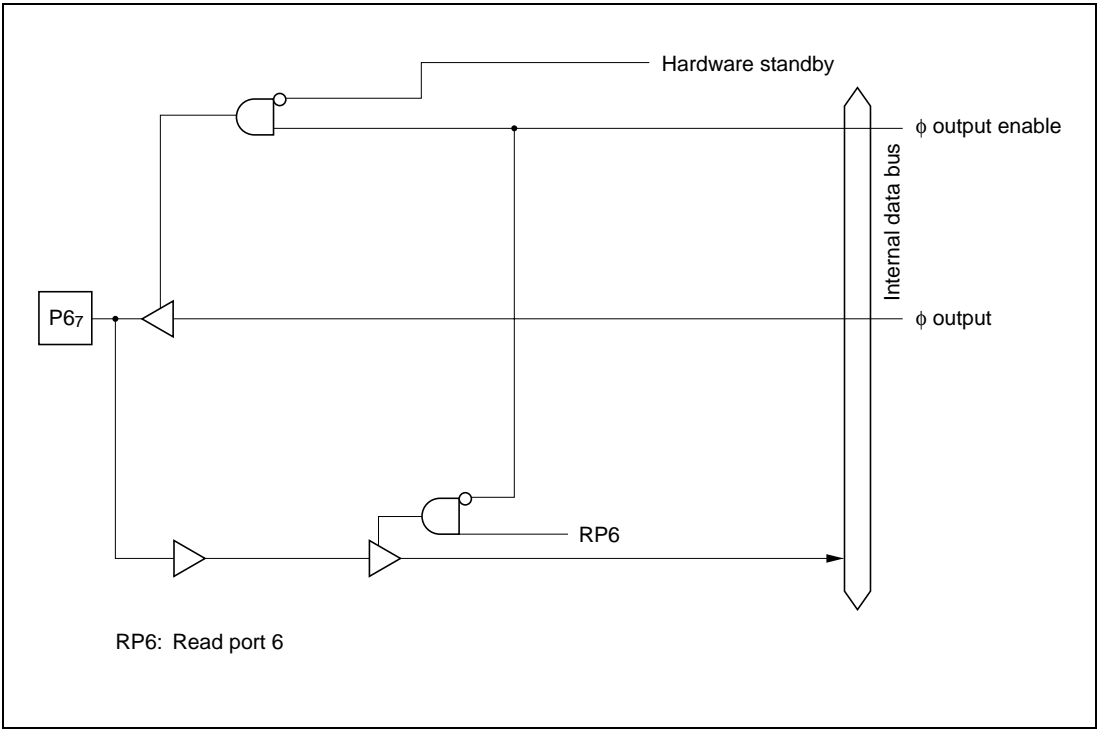 Hardware standby
ϕ output enable
Internal data bus
P67
ϕ output
RP6
RP6: Read port 6